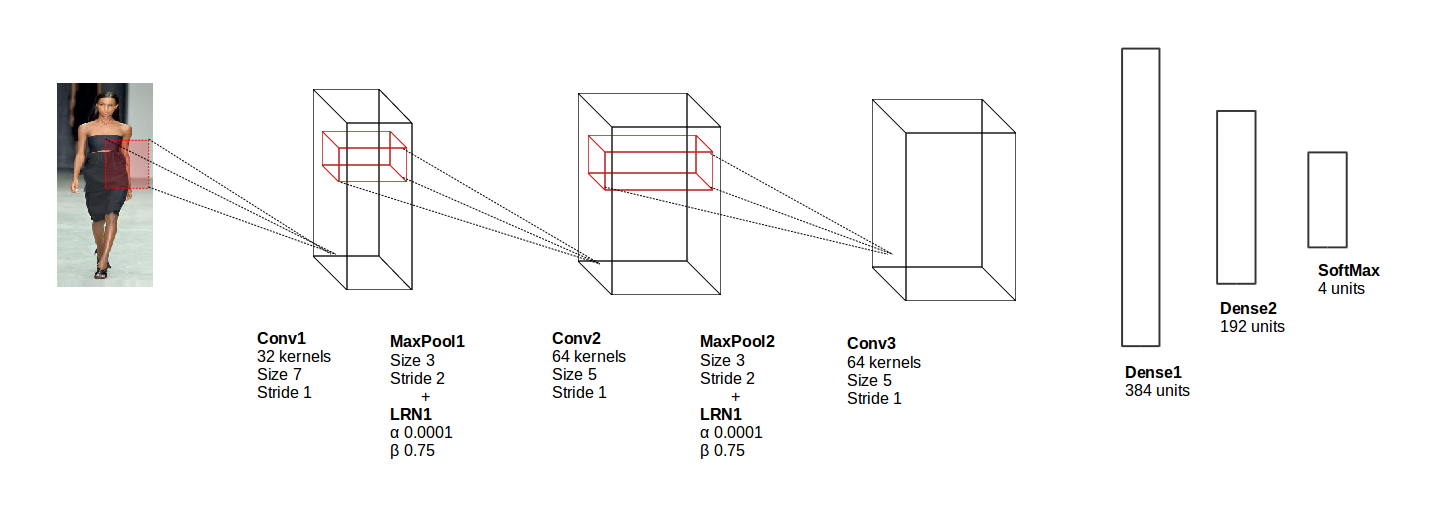 Conv1
32 kernels
Size 7
Stride 1
MaxPool1
Size 3
Stride 2
+
LRN1
α 0.0001
β 0.75
Conv2
64 kernels
Size 5
Stride 1
MaxPool2
Size 3
Stride 2
+
LRN1
α 0.0001
β 0.75
Conv3
64 kernels
Size 5
Stride 1
Dense1
384 units
Dense2
192 units
SoftMax
4 units